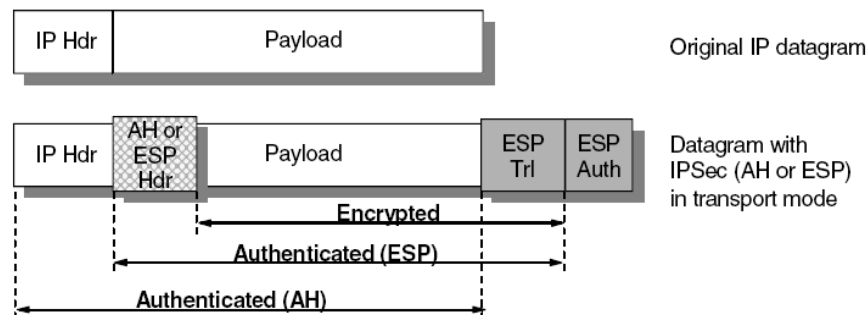 IP Hdr
Payload
Original IP datagram
IP Hdr
AH or
ESP
Hdr
Payload
ESP
Trl
ESP
Auth
Datagram with
IPSec (AH or ESP)
in transport mode
Encrypted
Authenticated (ESP)
Authenticated (AH)